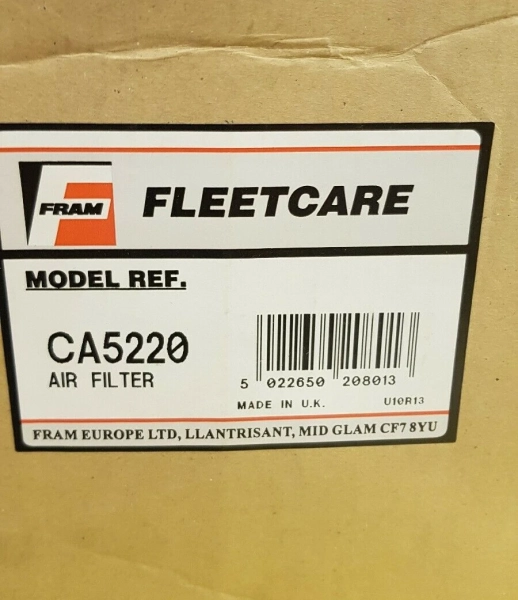 FRAM FLEETCARE
MODEL REF.
CA5220
AIR FILTER
5 022650 208013
MADE IN U.K. U10R13
FRAM EUROPE LTD, LLANTRISANT, MID GLAM CF7 8YU